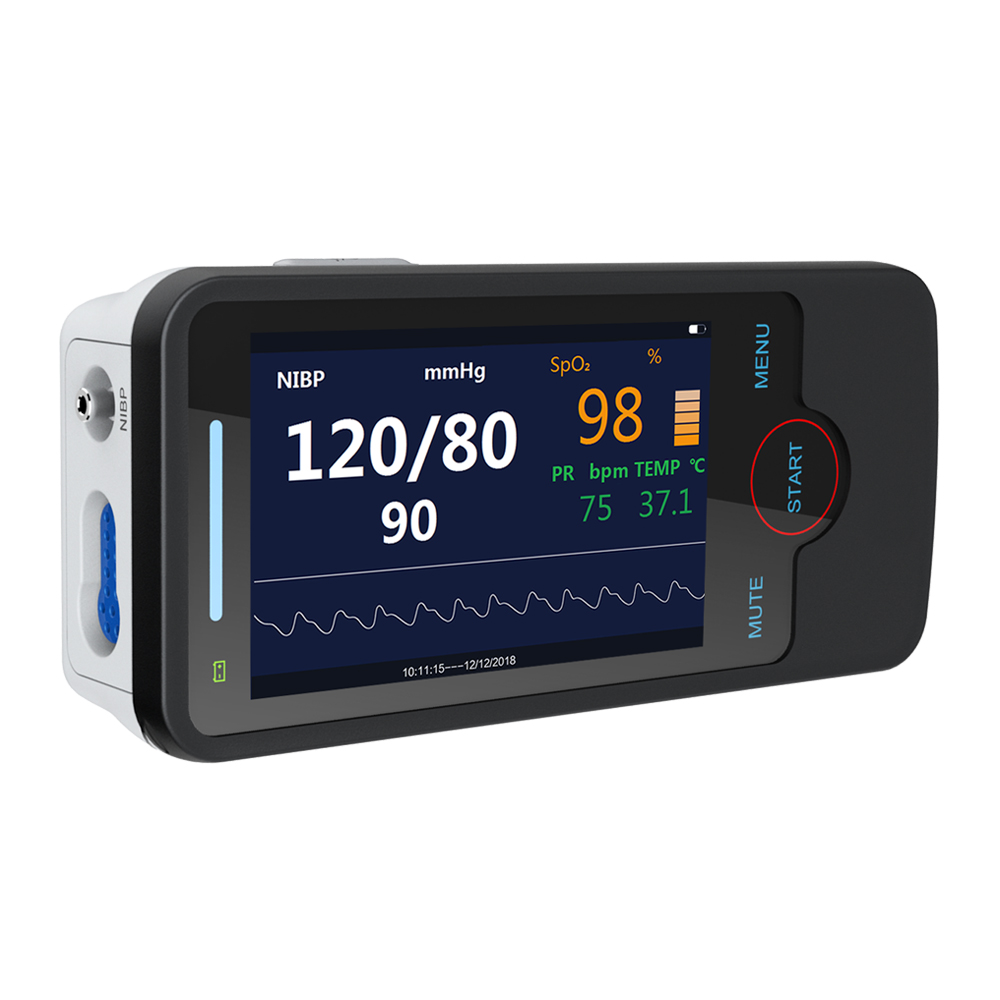 NIBP mmHg SpO₂ %
120/80 98
90
PR bpm TEMP ℃
75 37.1
10:11:15---12/12/2018
MENU
START
MUTE
NIBP